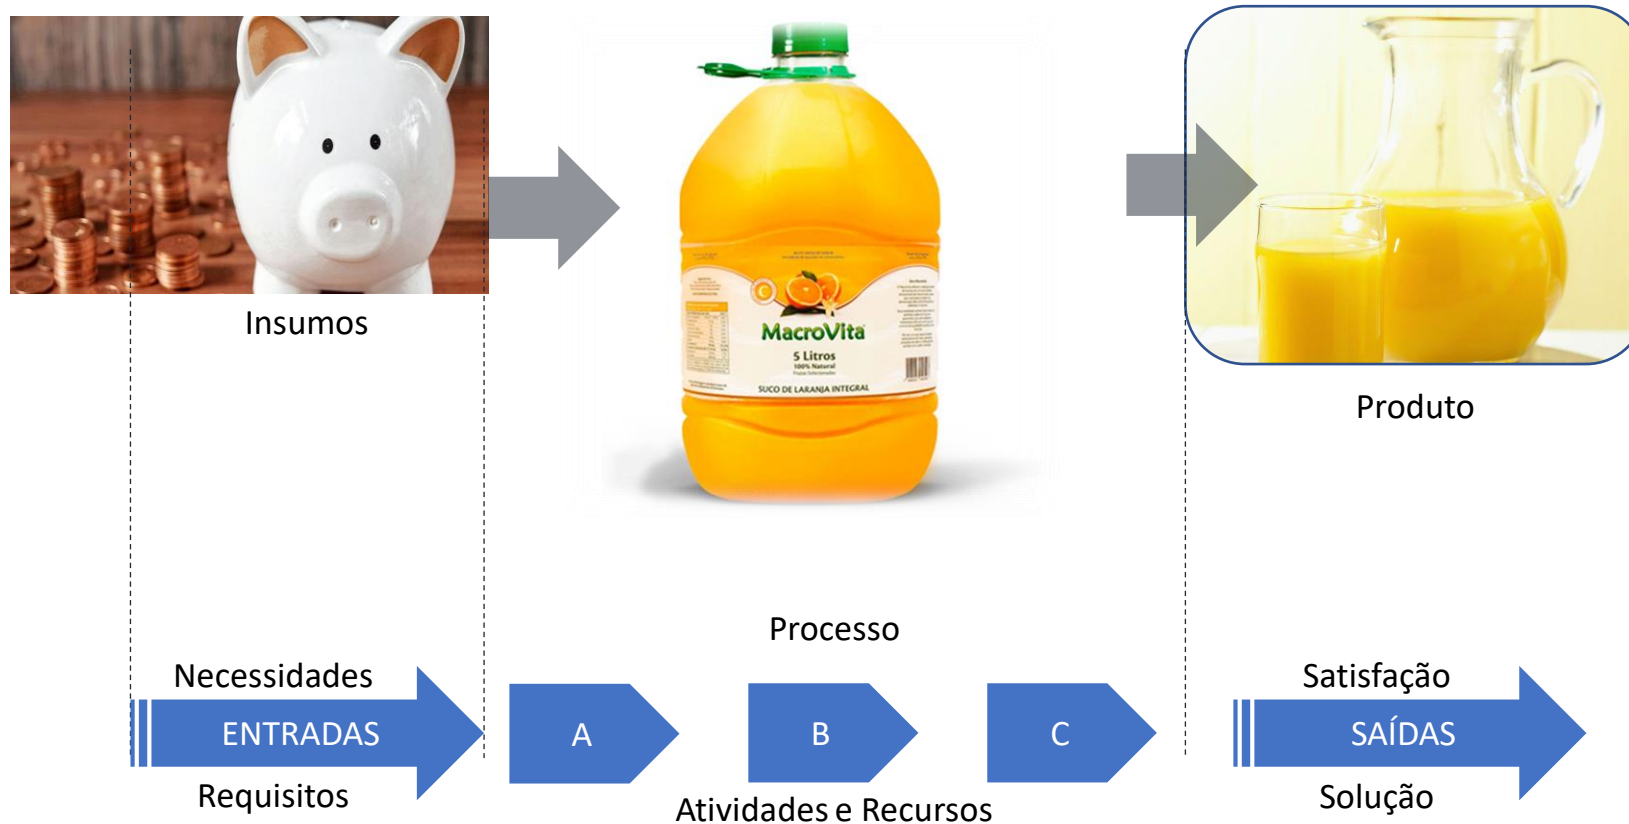 Insumos
MacroVita
5 Litros
100% Natural
SUCO DE LARANJA INTEGRAL
Produto
Processo
Necessidades
ENTRADAS
Requisitos
A
B
C
Atividades e Recursos
Satisfação
SAÍDAS
Solução